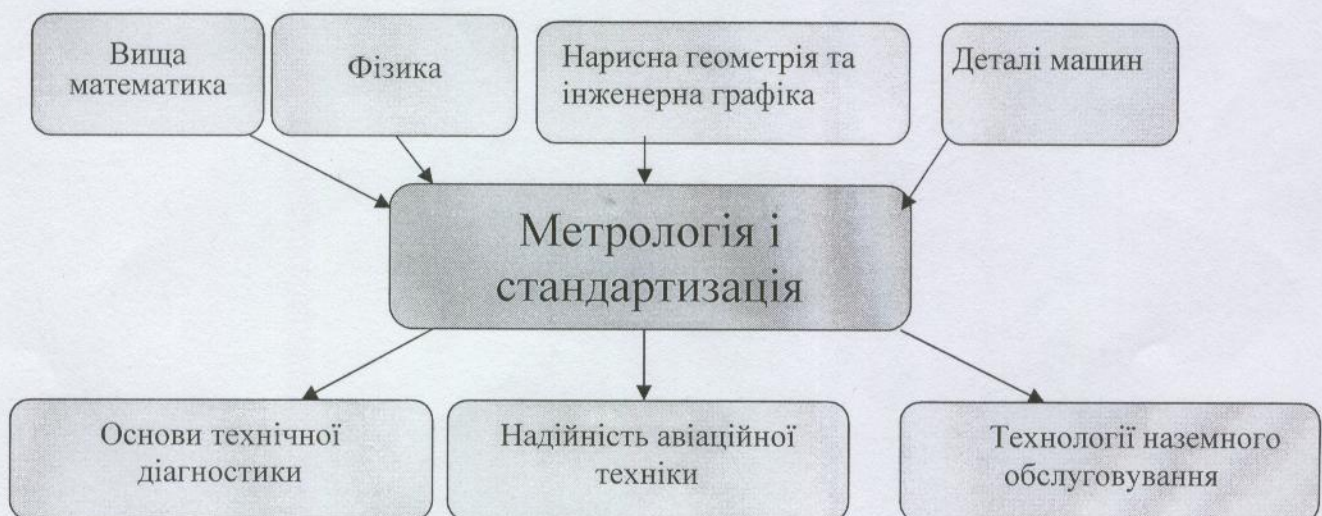 Вища
математика
Фізика
Нарисна геометрія та
інженерна графіка
Деталі машин
Метрологія і
стандартизація
Основи технічної
діагностики
Надійність авіаційної
техніки
Технології наземного
обслуговування